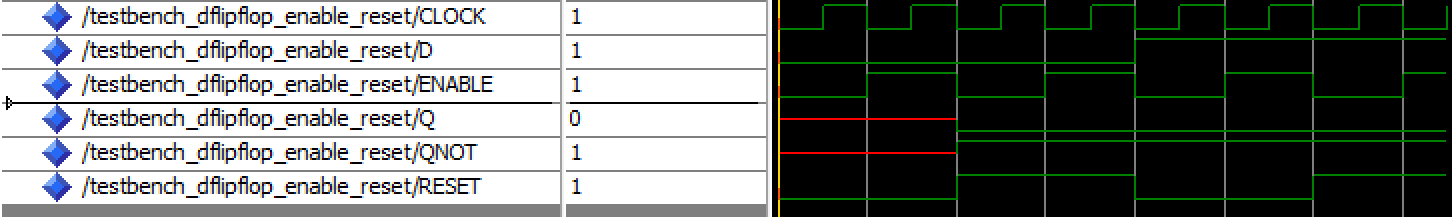 /testbench_dflipflop_enable_reset/CLOCK 1
/testbench_dflipflop_enable_reset/D 1
/testbench_dflipflop_enable_reset/ENABLE 1
/testbench_dflipflop_enable_reset/Q 0
/testbench_dflipflop_enable_reset/QNOT 1
/testbench_dflipflop_enable_reset/RESET 1